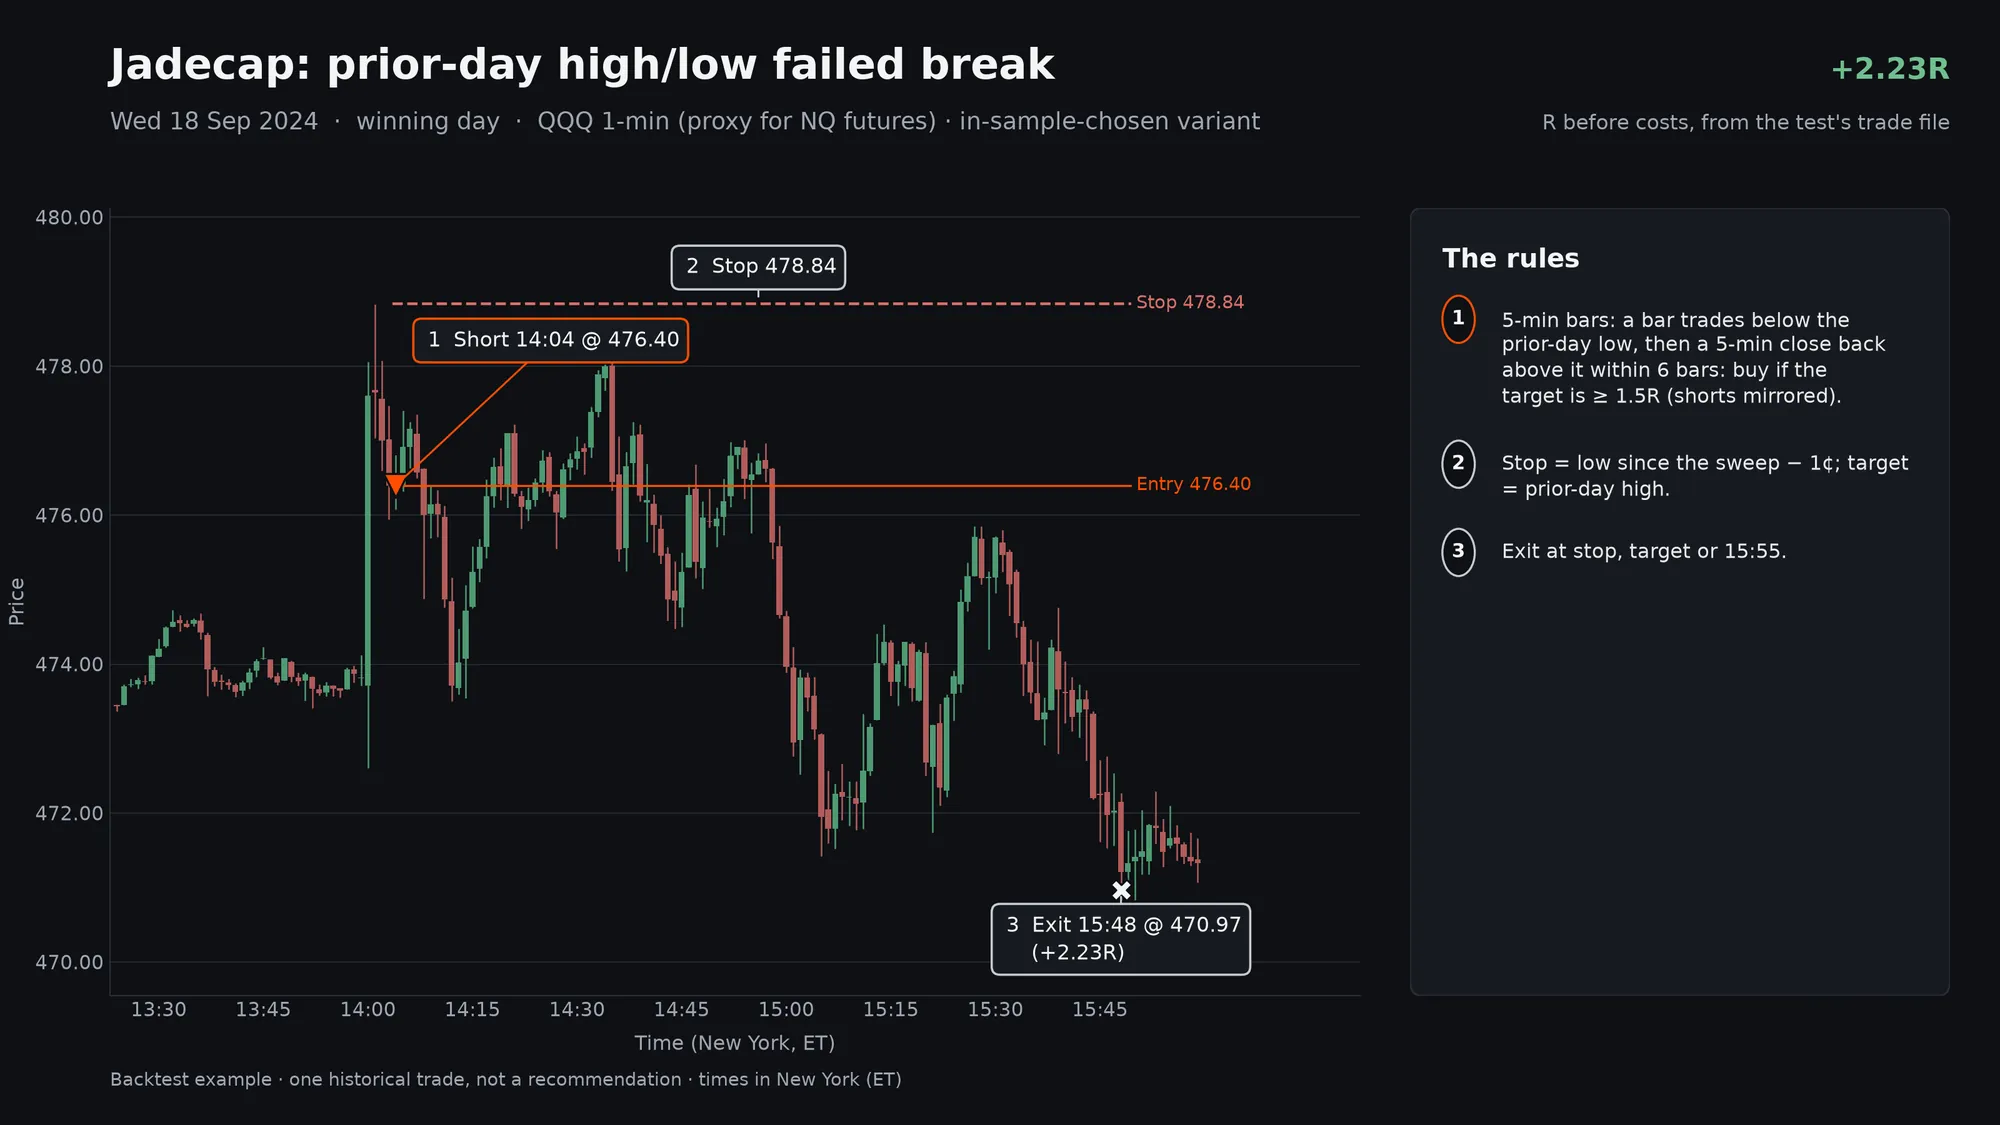 Jadecap: prior-day high/low failed break
+2.23R
Wed 18 Sep 2024 · winning day · QQQ 1-min (proxy for NQ futures) · in-sample-chosen variant
R before costs, from the test's trade file
480.00
478.00
476.00
474.00
472.00
470.00
Price
2 Stop 478.84
Stop 478.84
1 Short 14:04 @ 476.40
Entry 476.40
3 Exit 15:48 @ 470.97
(+2.23R)
13:30 13:45 14:00 14:15 14:30 14:45 15:00 15:15 15:30 15:45
Time (New York, ET)
The rules
1 5-min bars: a bar trades below the
prior-day low, then a 5-min close back
above it within 6 bars: buy if the
target is ≥ 1.5R (shorts mirrored).
2 Stop = low since the sweep − 1¢; target
= prior-day high.
3 Exit at stop, target or 15:55.
Backtest example · one historical trade, not a recommendation · times in New York (ET)